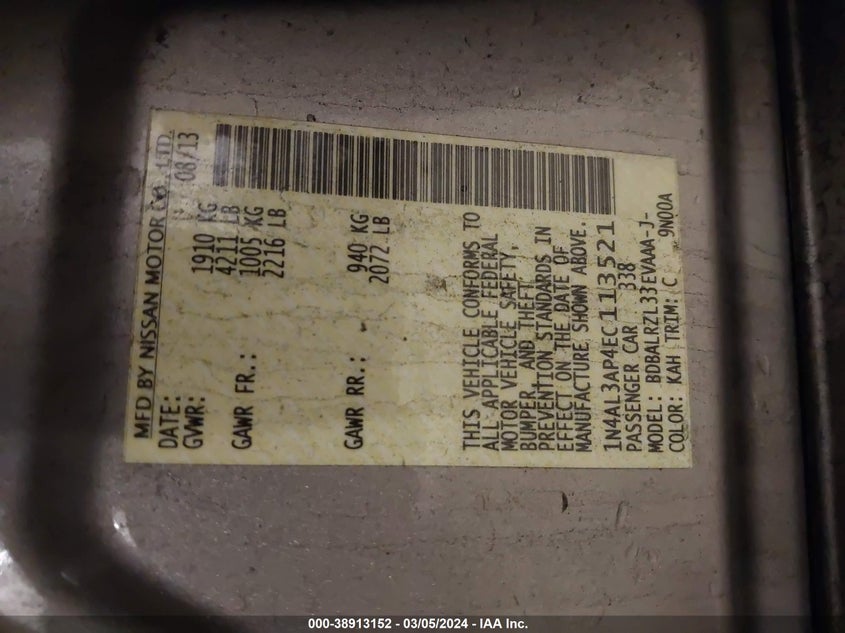 MFD BY NISSAN MOTOR CO., LTD.
DATE: 08/13
GVWR: 1910 KG
4211 LB
GAWR FR.: 1005 KG
2216 LB
GAWR RR.: 940 KG
2072 LB
THIS VEHICLE CONFORMS TO
ALL APPLICABLE FEDERAL
MOTOR VEHICLE SAFETY,
BUMPER, AND THEFT
PREVENTION STANDARDS IN
EFFECT ON THE DATE OF
MANUFACTURE SHOWN ABOVE.
1N4AL3AP4EC113521
PASSENGER CAR 338
MODEL: BDBALRZL33EVAAA-J-
COLOR: KAH TRIM: C 9N00A
000-38913152 - 03/05/2024 - IAA Inc.